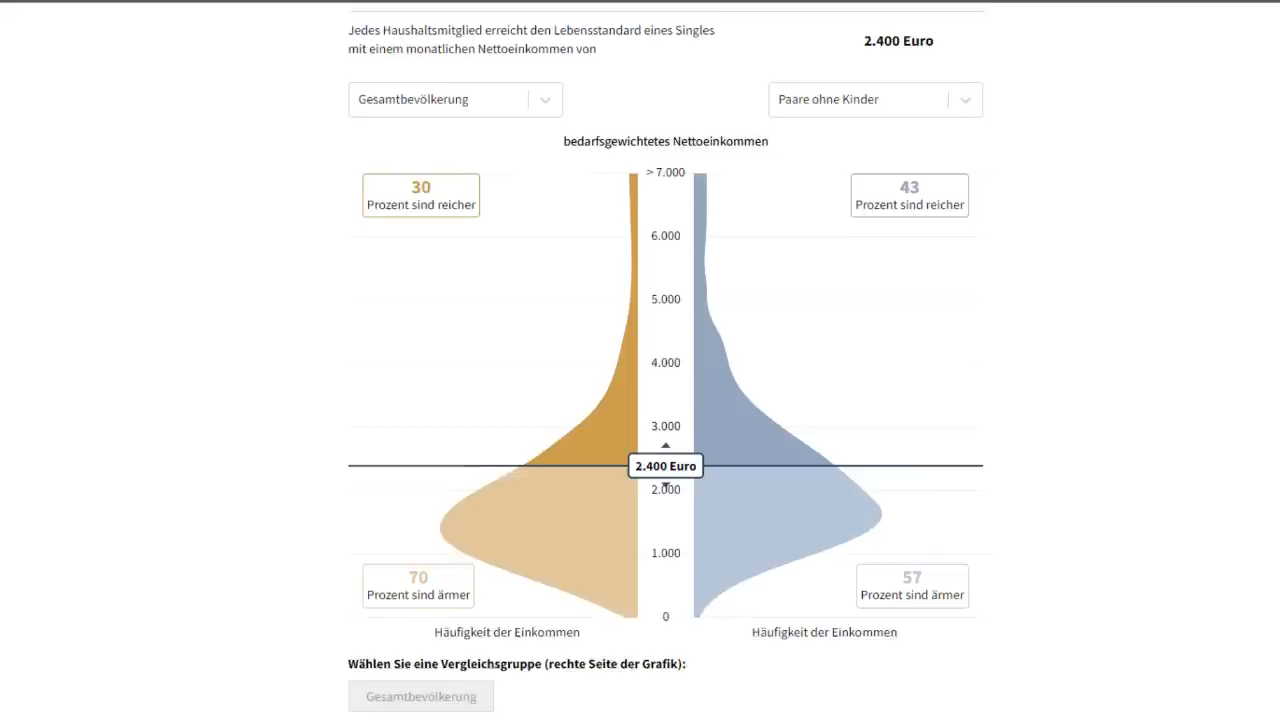 Jedes Haushaltsmitglied erreicht den Lebensstandard eines Singles
mit einem monatlichen Nettoeinkommen von
2.400 Euro
Gesamtbevölkerung
Paare ohne Kinder
bedarfsgewichtetes Nettoeinkommen
30
Prozent sind reicher
43
Prozent sind reicher
> 7.000
6.000
5.000
4.000
3.000
2.400 Euro
2.000
1.000
0
70
Prozent sind ärmer
57
Prozent sind ärmer
Häufigkeit der Einkommen
Häufigkeit der Einkommen
Wählen Sie eine Vergleichsgruppe (rechte Seite der Grafik):
Gesamtbevölkerung